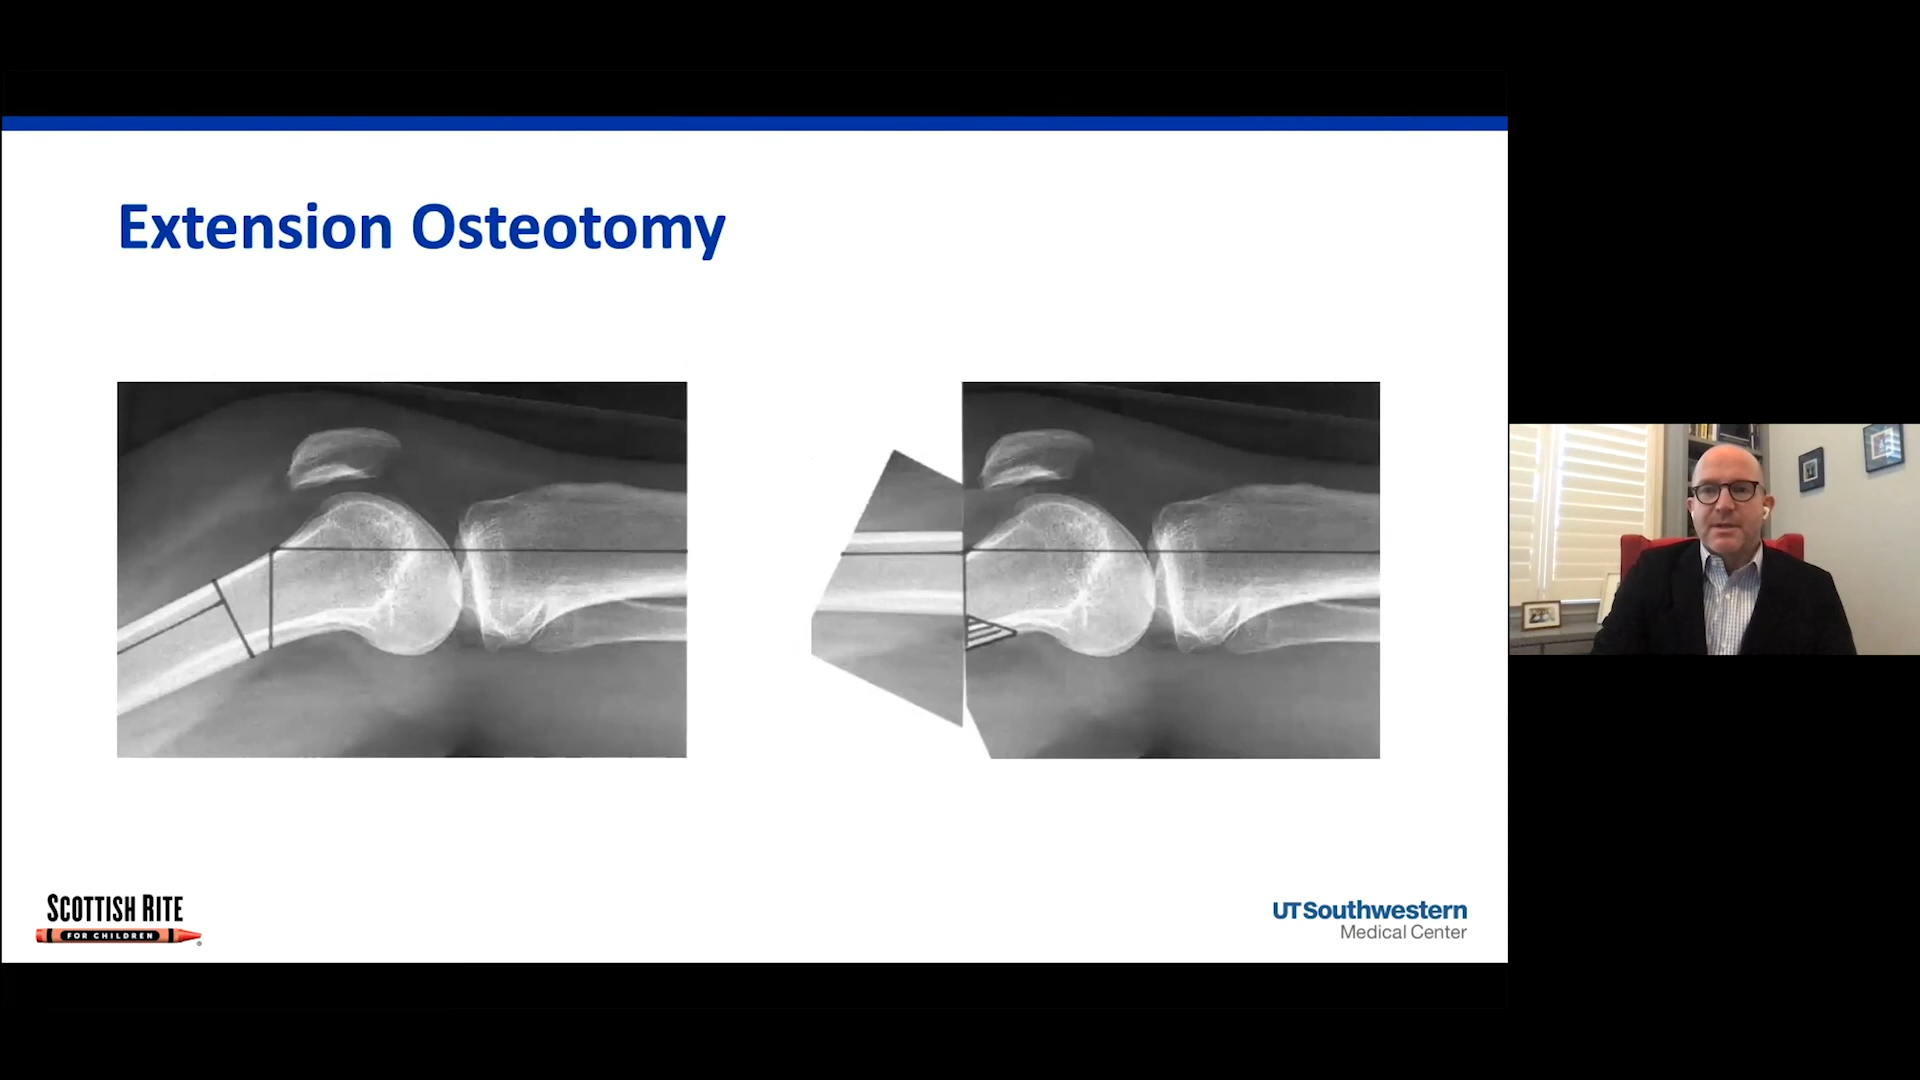 Extension Osteotomy
SCOTTISH RITE
FOR CHILDREN
®
UTSouthwestern
Medical Center